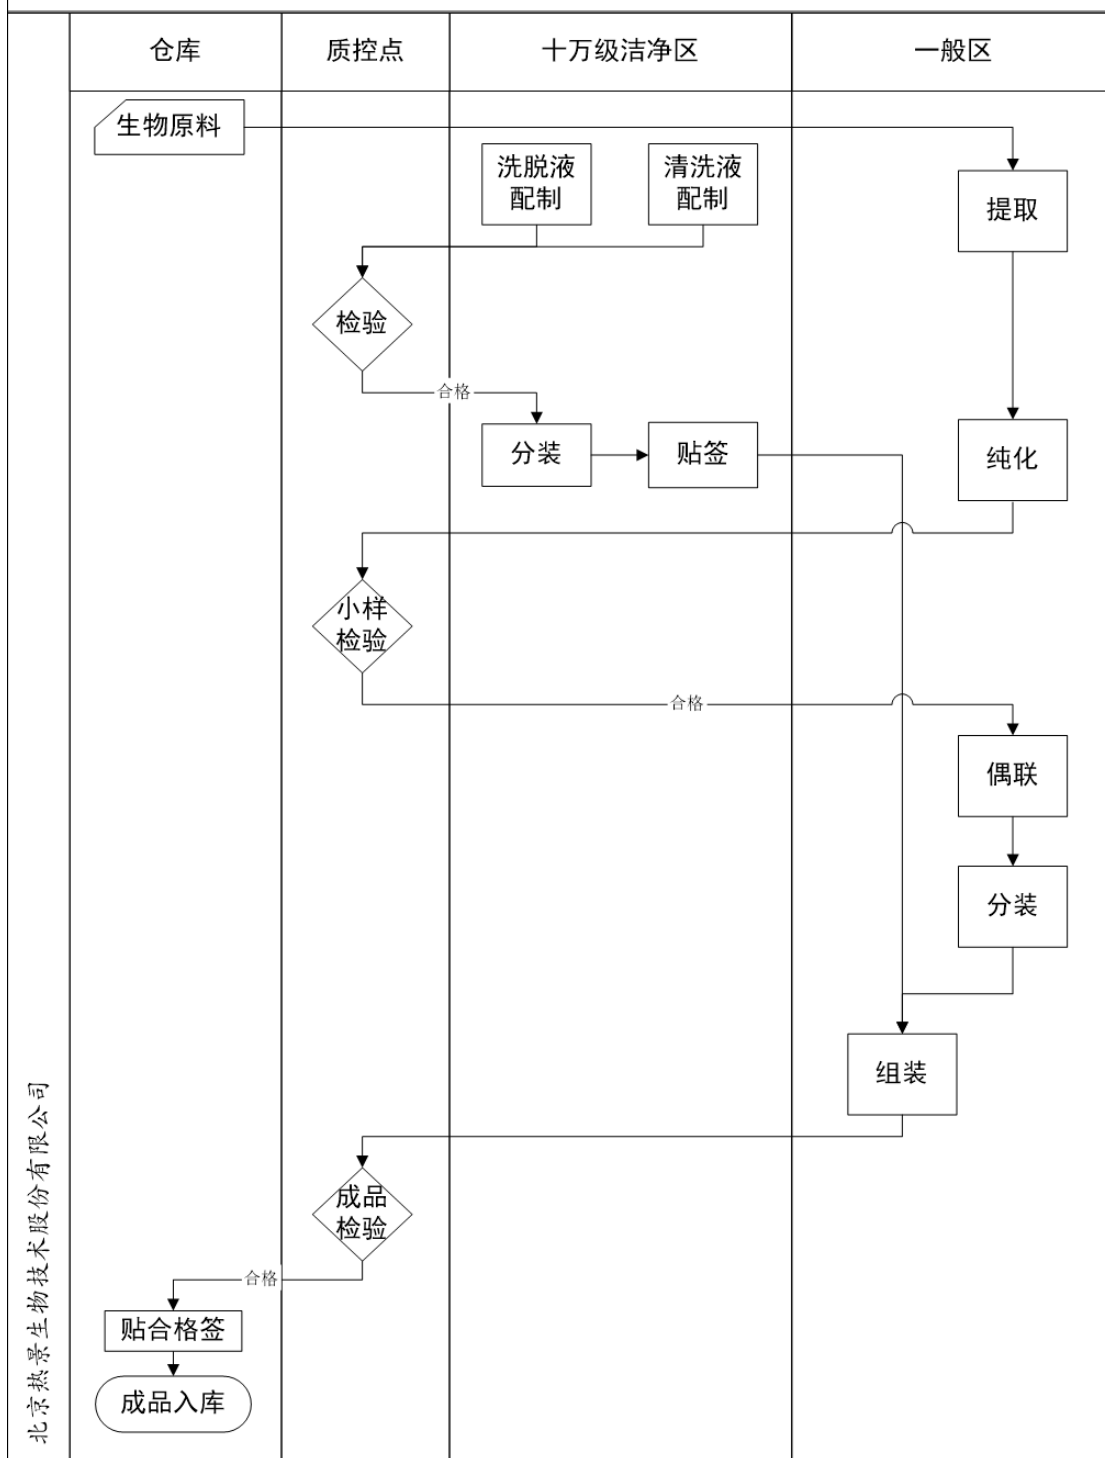 仓库
质控点
十万级洁净区
一般区
生物原料
洗脱液
配制
清洗液
配制
提取
检验
合格
分装
贴签
纯化
小样
检验
合格
偶联
分装
组装
成品
检验
合格
贴合格签
成品入库
北京热景生物技术股份有限公司